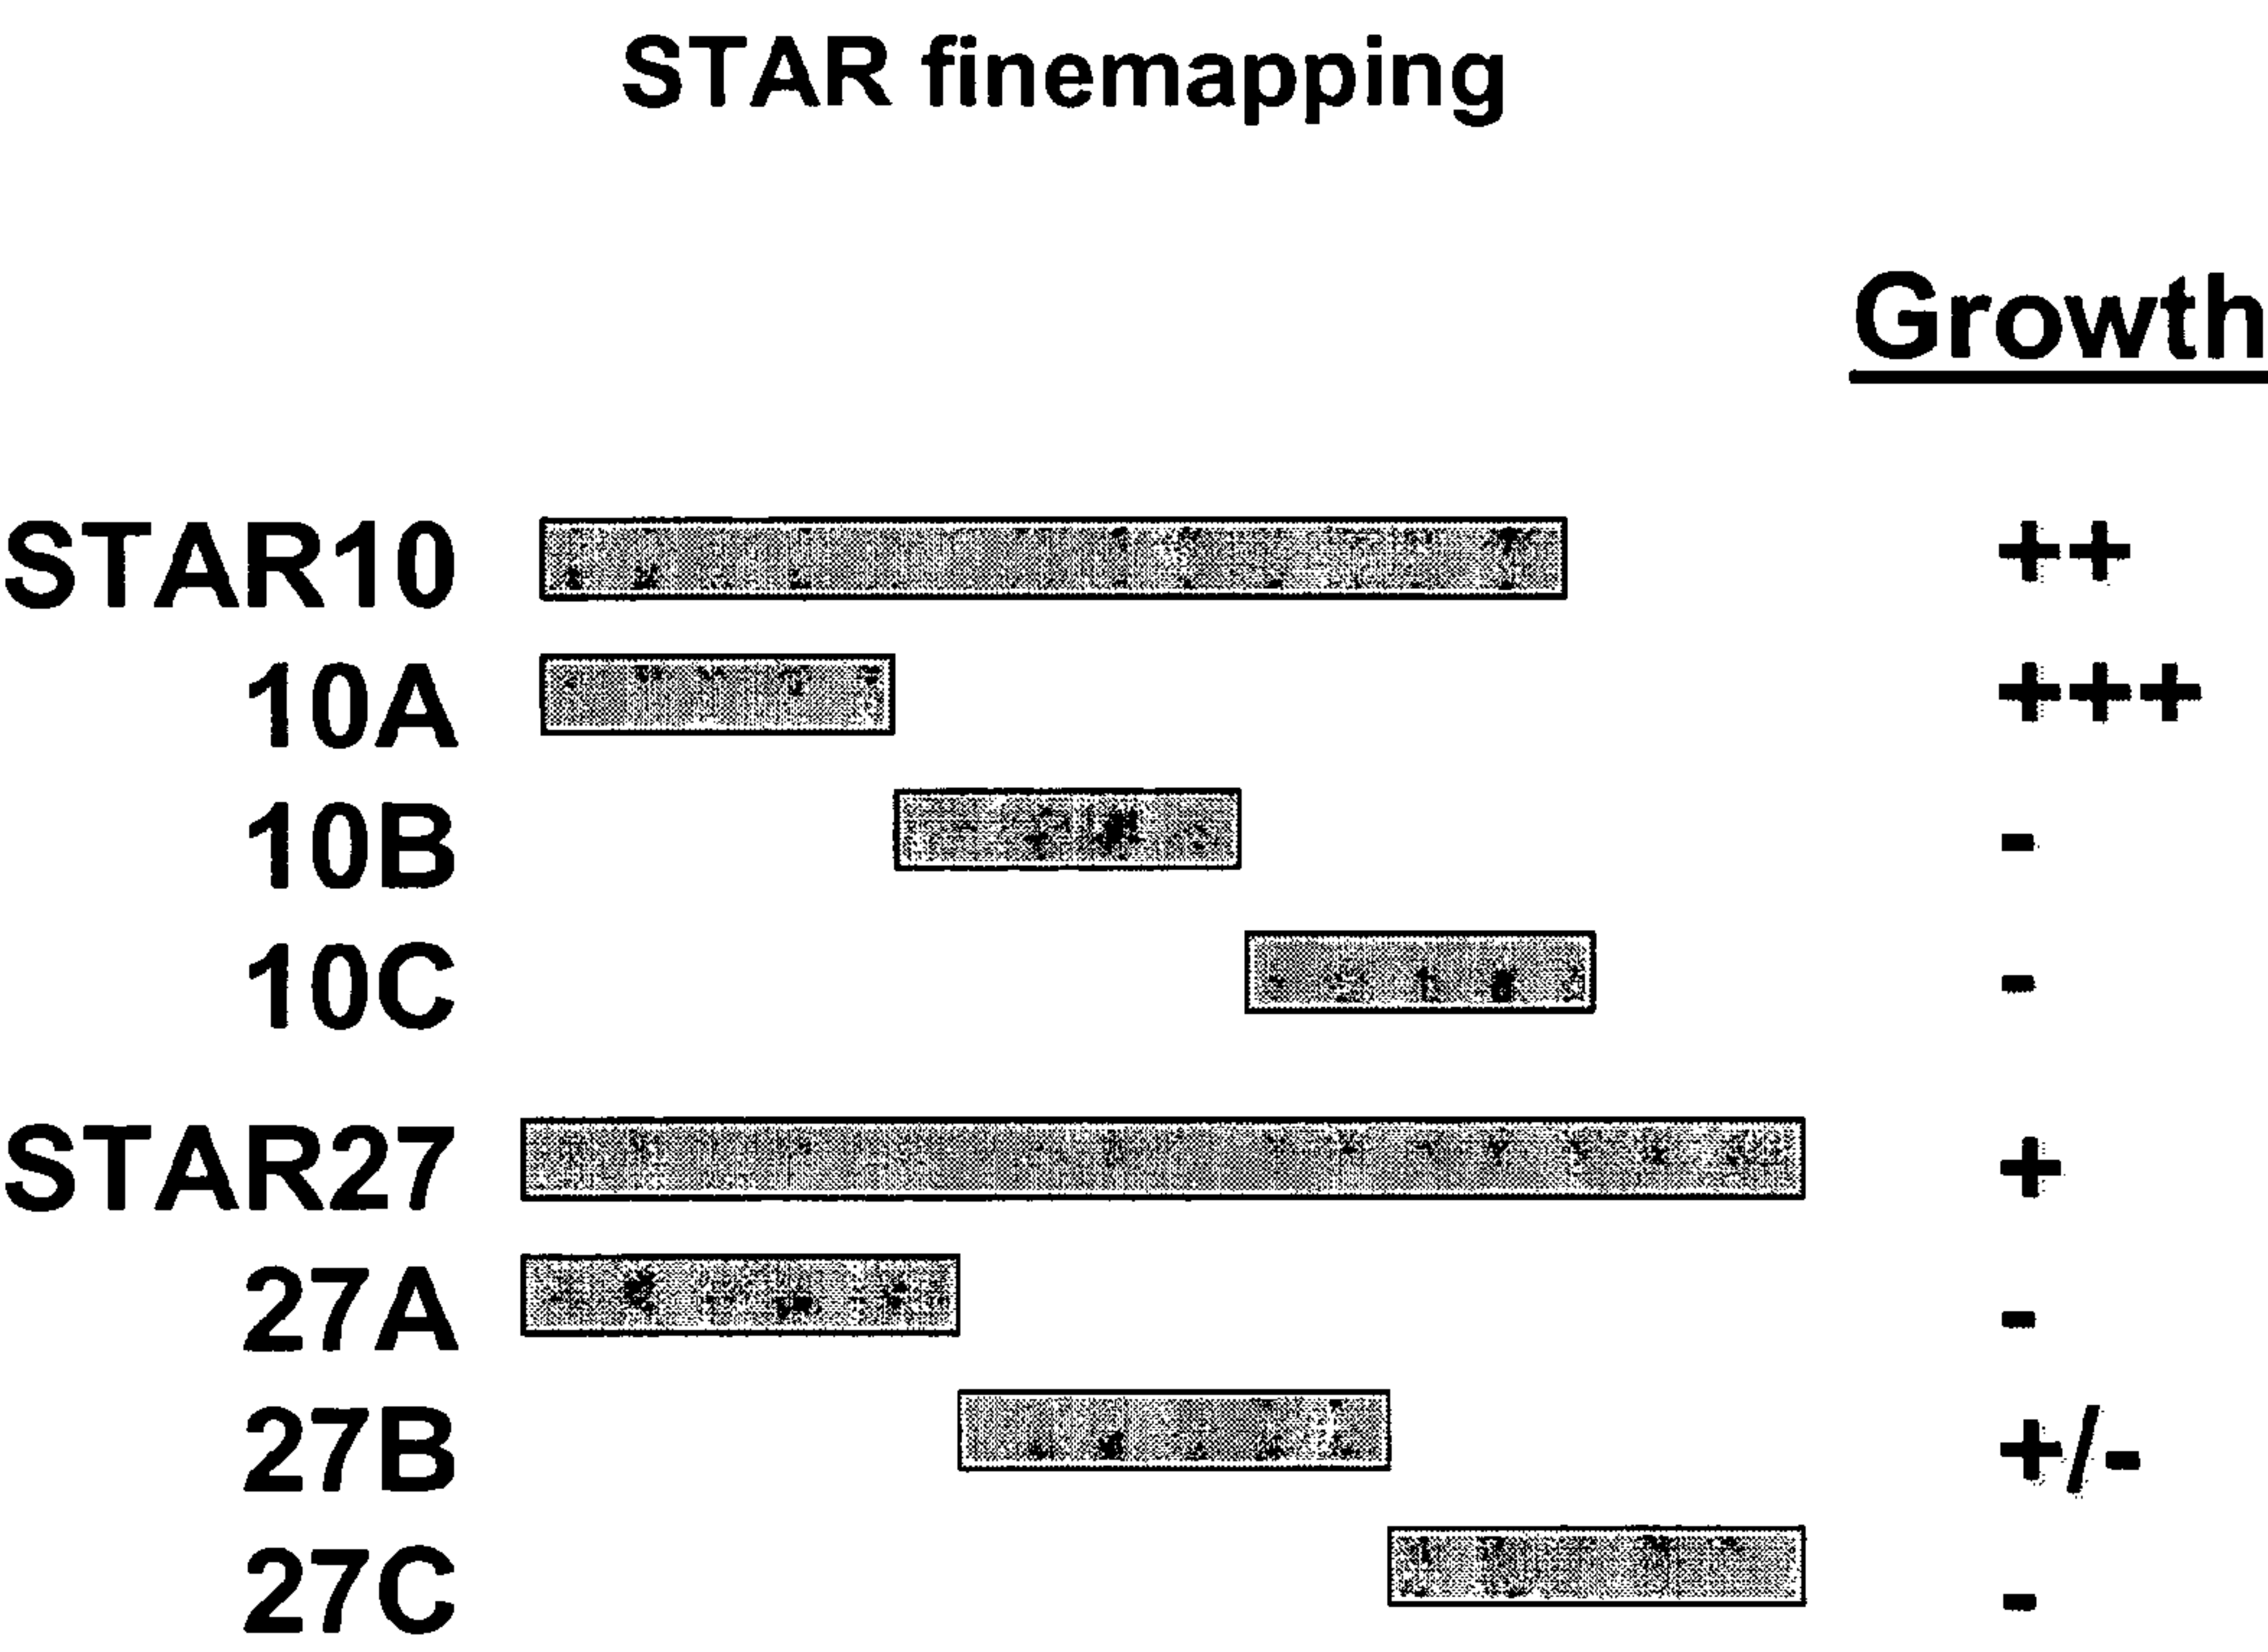 STAR finemapping
Growth
STAR10 ++
10A +++
10B -
10C -
STAR27 +
27A -
27B +/-
27C -